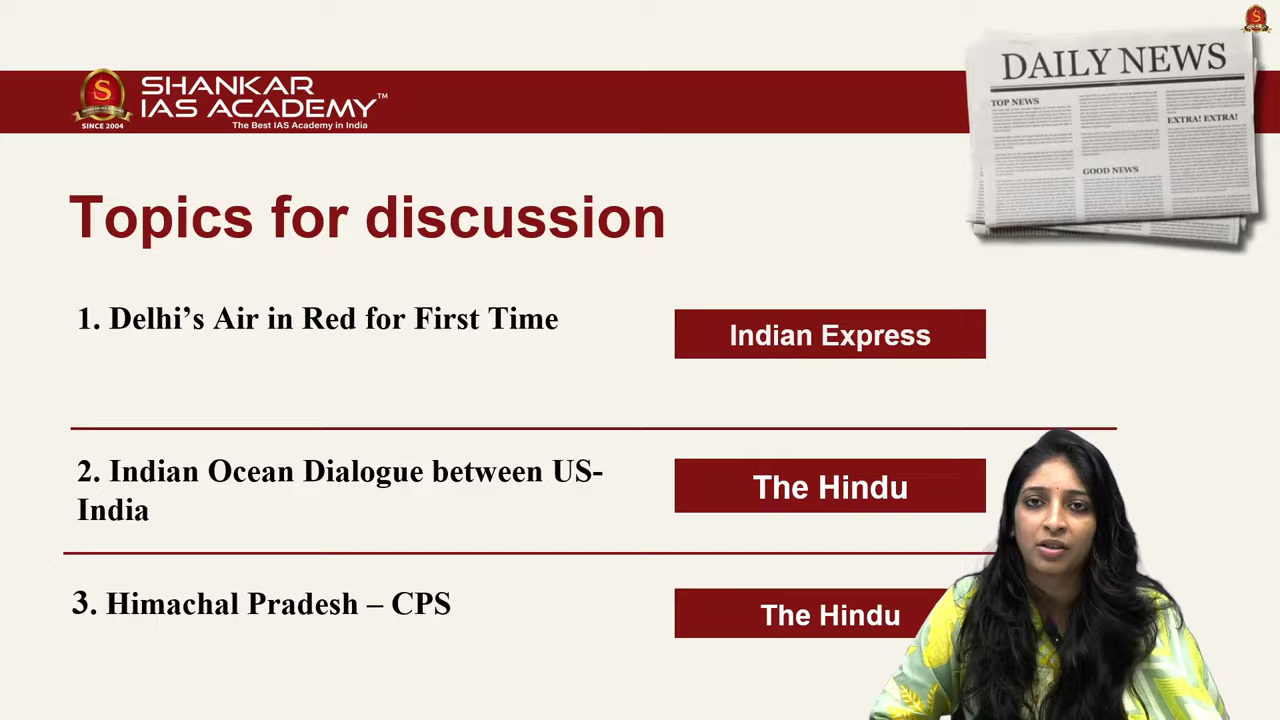 SHANKAR
IAS ACADEMY™
The Best IAS Academy in India
SINCE 2004
S
DAILY NEWS
TOP NEWS
EXTRA! EXTRA!
GOOD NEWS
Topics for discussion
1. Delhi’s Air in Red for First Time
Indian Express
2. Indian Ocean Dialogue between US-
India
The Hindu
3. Himachal Pradesh – CPS
The Hindu